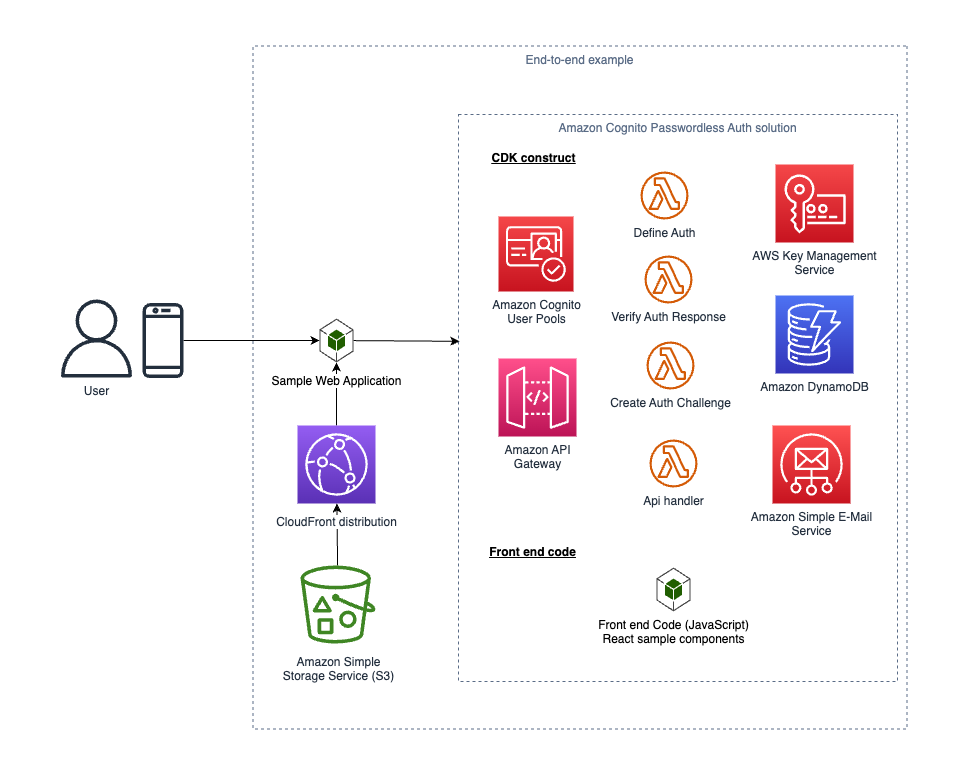 End-to-end example
Amazon Cognito Passwordless Auth solution
CDK construct
Define Auth
AWS Key Management
Service
Amazon Cognito
User Pools
Verify Auth Response
User
Sample Web Application
Amazon DynamoDB
Create Auth Challenge
Amazon API
Gateway
Api handler
CloudFront distribution
Amazon Simple E-Mail
Service
Front end code
Front end Code (JavaScript)
React sample components
Amazon Simple
Storage Service (S3)